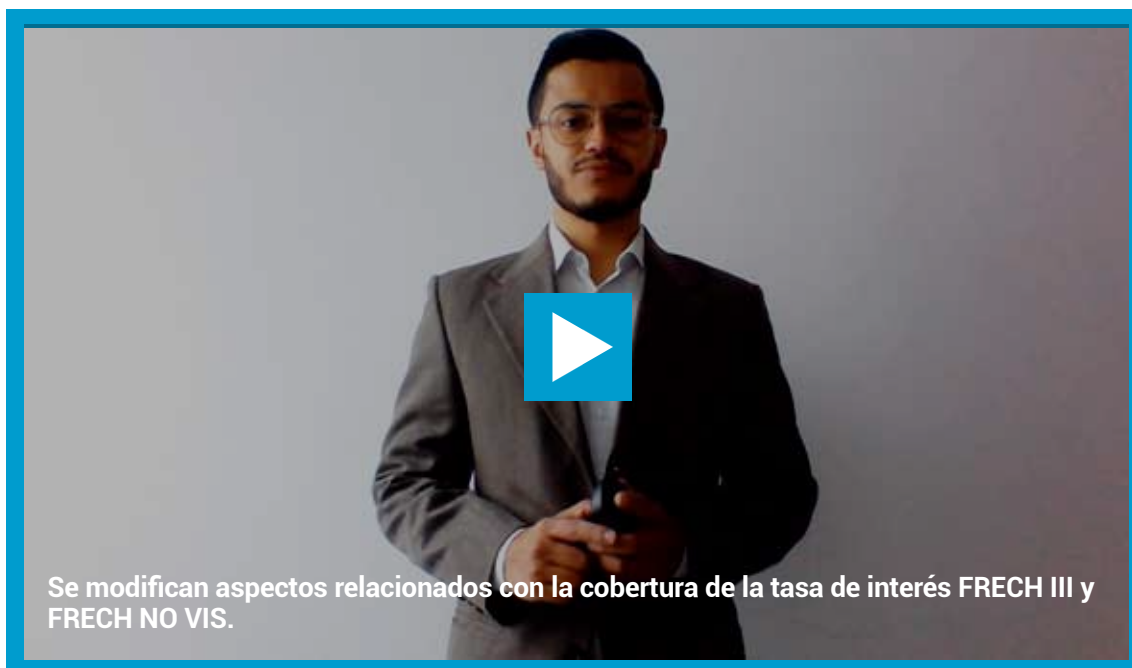 Se modifican aspectos relacionados con la cobertura de la tasa de interés FRECH III y
FRECH NO VIS.